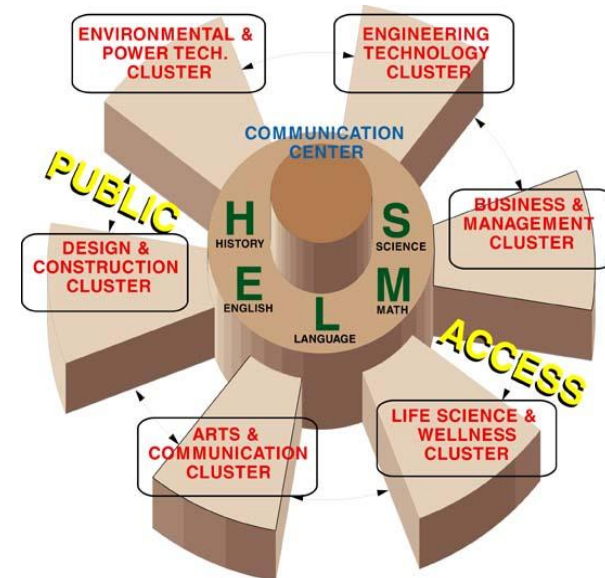 ENVIRONMENTAL &
POWER TECH.
CLUSTER
ENGINEERING
TECHNOLOGY
CLUSTER
COMMUNICATION
CENTER
PUBLIC
H
HISTORY
S
SCIENCE
BUSINESS &
MANAGEMENT
CLUSTER
DESIGN &
CONSTRUCTION
CLUSTER
E
ENGLISH
M
MATH
L
LANGUAGE
ACCESS
ARTS &
COMMUNICATION
CLUSTER
LIFE SCIENCE &
WELLNESS
CLUSTER